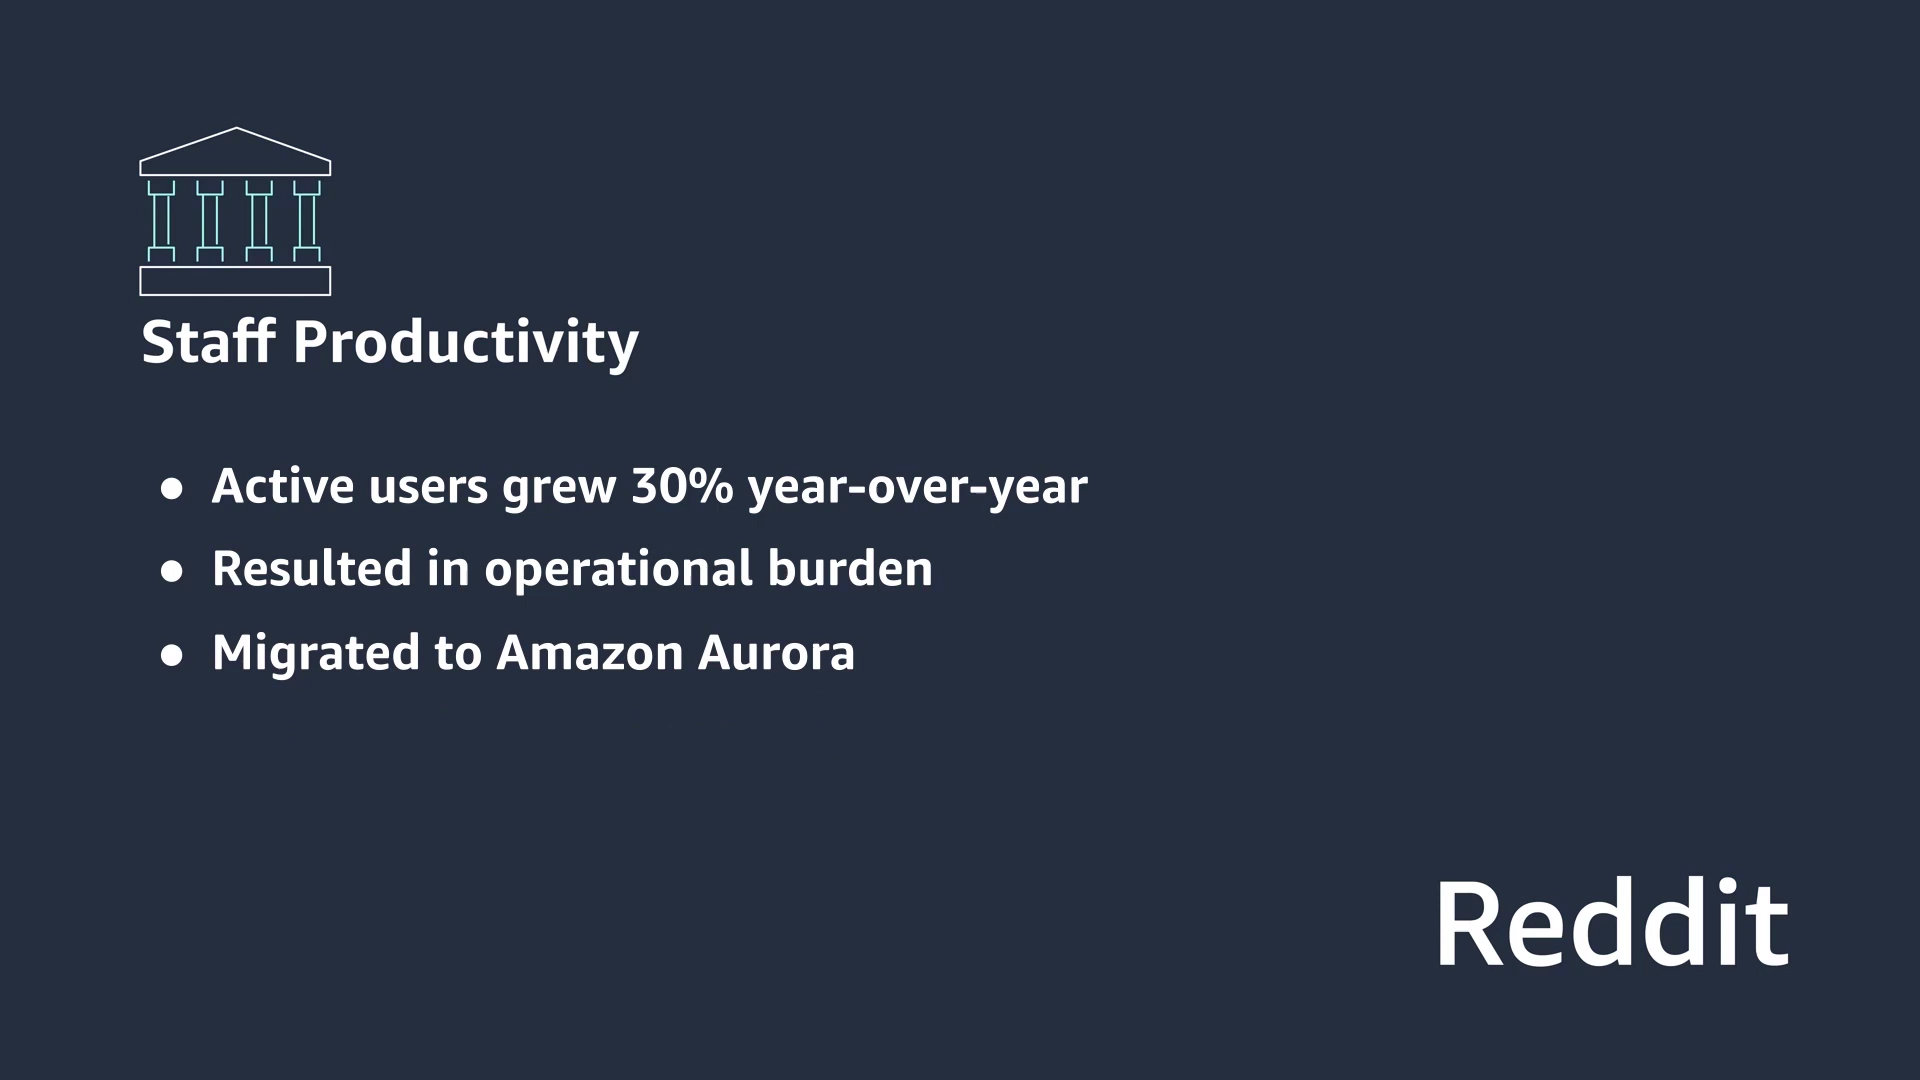 Staff Productivity
● Active users grew 30% year-over-year
● Resulted in operational burden
● Migrated to Amazon Aurora
Reddit